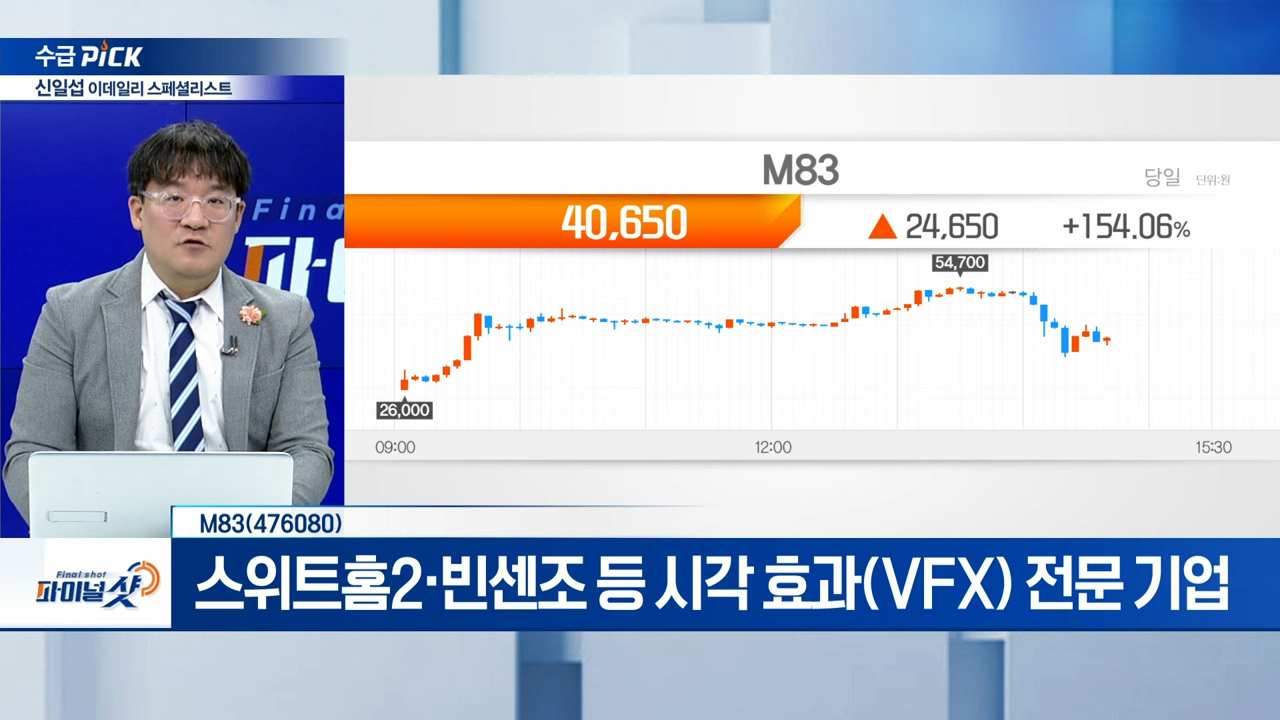 수급 PICK
신일섭 이데일리 스페셜리스트
Fina
파이
M83
당일 단위:원
40,650 ▲ 24,650 +154.06%
54,700
26,000
09:00 12:00 15:30
M83(476080)
Final shot
파이널샷
스위트홈2·빈센조 등 시각 효과(VFX) 전문 기업